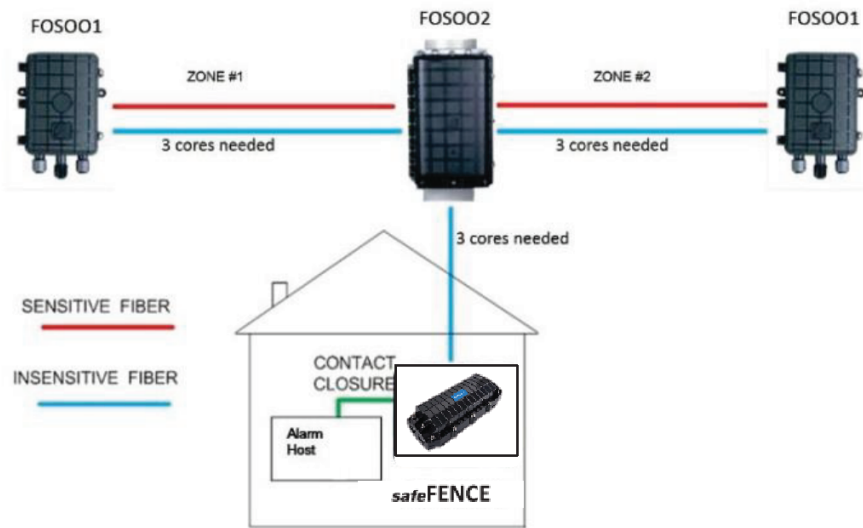 FOSOO1
FOSOO2
FOSOO1
ZONE #1
ZONE #2
3 cores needed
3 cores needed
3 cores needed
SENSITIVE FIBER
INSENSITIVE FIBER
CONTACT
CLOSURE
Alarm
Host
safeFENCE